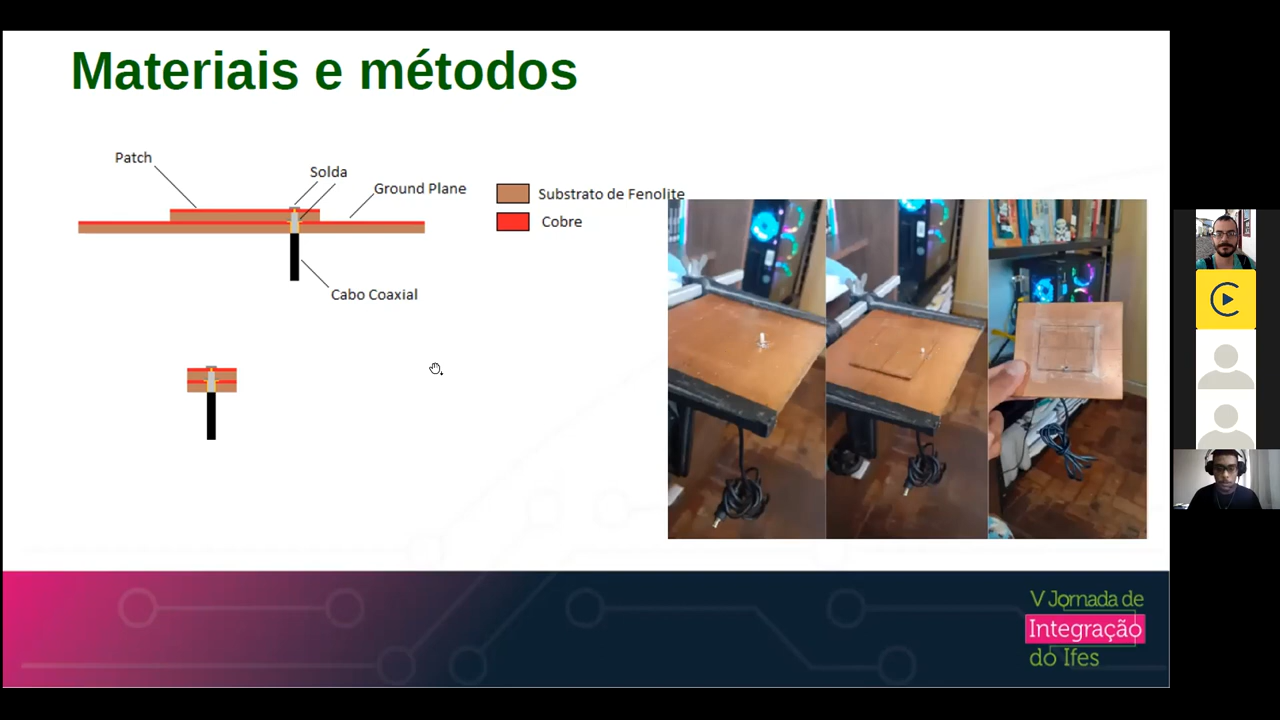 Materiais e métodos
Patch
Solda
Ground Plane
Cabo Coaxial
Substrato de Fenolite
Cobre
V Jornada de
Integração
do Ifes